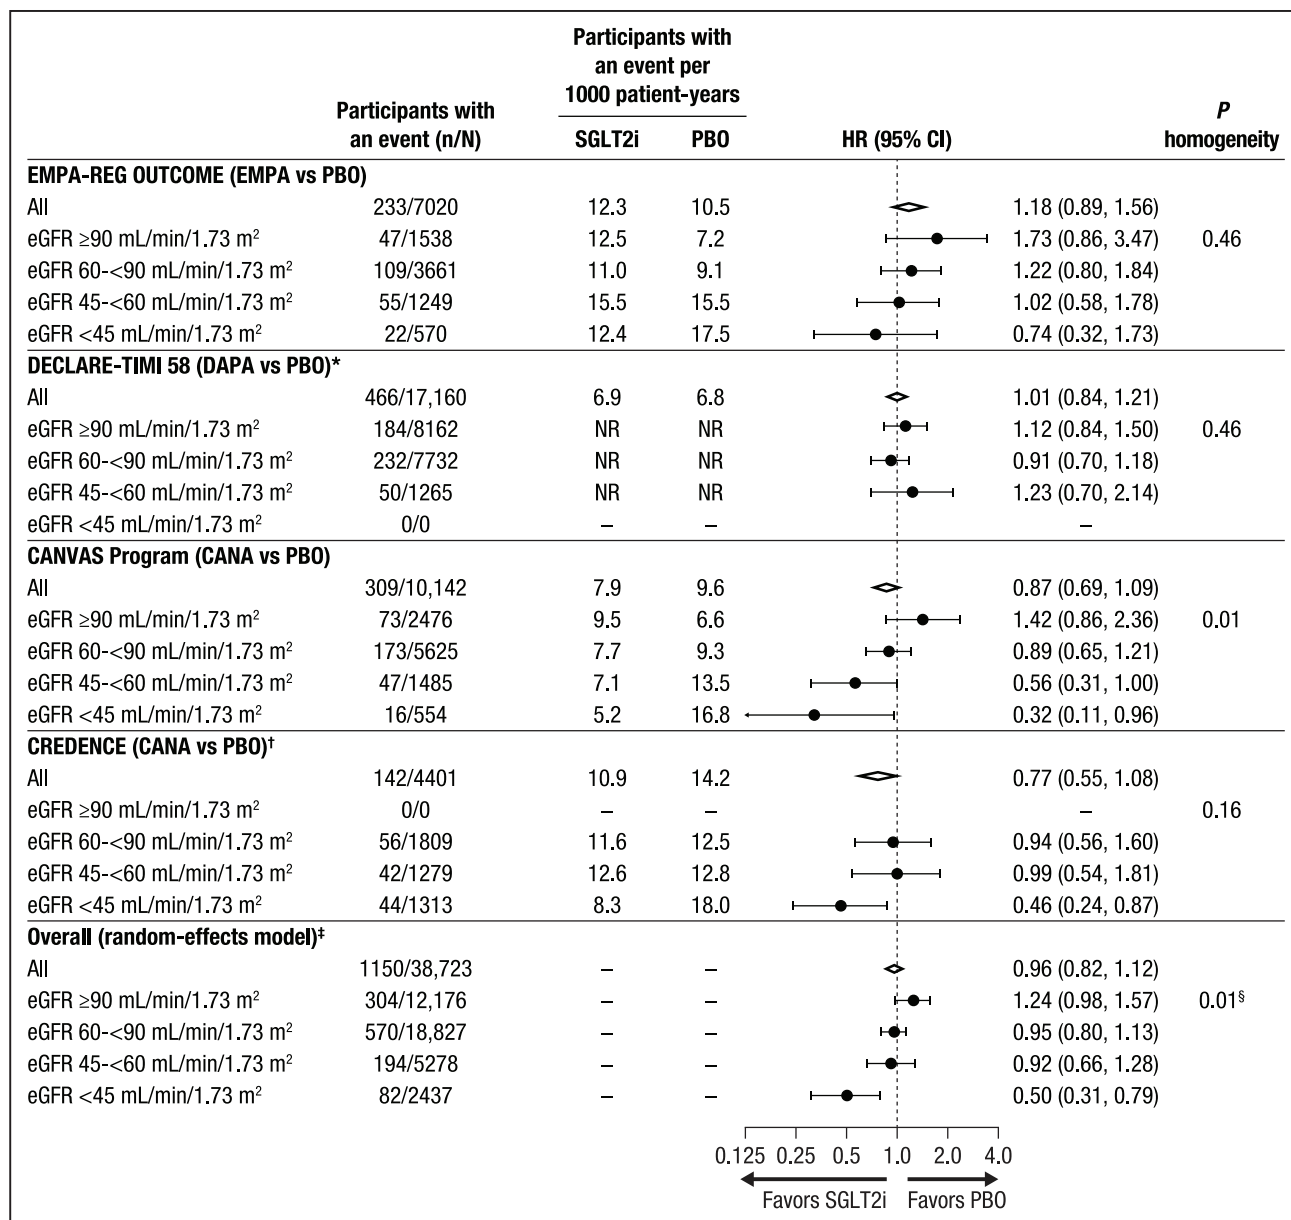 Participants with
an event per
1000 patient-years
Participants with
an event (n/N)
SGLT2i PBO HR (95% CI)
P
homogeneity
EMPA-REG OUTCOME (EMPA vs PBO)
All 233/7020 12.3 10.5 1.18 (0.89, 1.56)
eGFR ≥90 mL/min/1.73 m² 47/1538 12.5 7.2 1.73 (0.86, 3.47) 0.46
eGFR 60-<90 mL/min/1.73 m² 109/3661 11.0 9.1 1.22 (0.80, 1.84)
eGFR 45-<60 mL/min/1.73 m² 55/1249 15.5 15.5 1.02 (0.58, 1.78)
eGFR <45 mL/min/1.73 m² 22/570 12.4 17.5 0.74 (0.32, 1.73)
DECLARE-TIMI 58 (DAPA vs PBO)*
All 466/17,160 6.9 6.8 1.01 (0.84, 1.21)
eGFR ≥90 mL/min/1.73 m² 184/8162 NR NR 1.12 (0.84, 1.50) 0.46
eGFR 60-<90 mL/min/1.73 m² 232/7732 NR NR 0.91 (0.70, 1.18)
eGFR 45-<60 mL/min/1.73 m² 50/1265 NR NR 1.23 (0.70, 2.14)
eGFR <45 mL/min/1.73 m² 0/0 – – –
CANVAS Program (CANA vs PBO)
All 309/10,142 7.9 9.6 0.87 (0.69, 1.09)
eGFR ≥90 mL/min/1.73 m² 73/2476 9.5 6.6 1.42 (0.86, 2.36) 0.01
eGFR 60-<90 mL/min/1.73 m² 173/5625 7.7 9.3 0.89 (0.65, 1.21)
eGFR 45-<60 mL/min/1.73 m² 47/1485 7.1 13.5 0.56 (0.31, 1.00)
eGFR <45 mL/min/1.73 m² 16/554 5.2 16.8 0.32 (0.11, 0.96)
CREDENCE (CANA vs PBO)†
All 142/4401 10.9 14.2 0.77 (0.55, 1.08)
eGFR ≥90 mL/min/1.73 m² 0/0 – – – 0.16
eGFR 60-<90 mL/min/1.73 m² 56/1809 11.6 12.5 0.94 (0.56, 1.60)
eGFR 45-<60 mL/min/1.73 m² 42/1279 12.6 12.8 0.99 (0.54, 1.81)
eGFR <45 mL/min/1.73 m² 44/1313 8.3 18.0 0.46 (0.24, 0.87)
Overall (random-effects model)‡
All 1150/38,723 – – 0.96 (0.82, 1.12)
eGFR ≥90 mL/min/1.73 m² 304/12,176 – – 1.24 (0.98, 1.57) 0.01§
eGFR 60-<90 mL/min/1.73 m² 570/18,827 – – 0.95 (0.80, 1.13)
eGFR 45-<60 mL/min/1.73 m² 194/5278 – – 0.92 (0.66, 1.28)
eGFR <45 mL/min/1.73 m² 82/2437 – – 0.50 (0.31, 0.79)
0.125 0.25 0.5 1.0 2.0 4.0
Favors SGLT2i Favors PBO